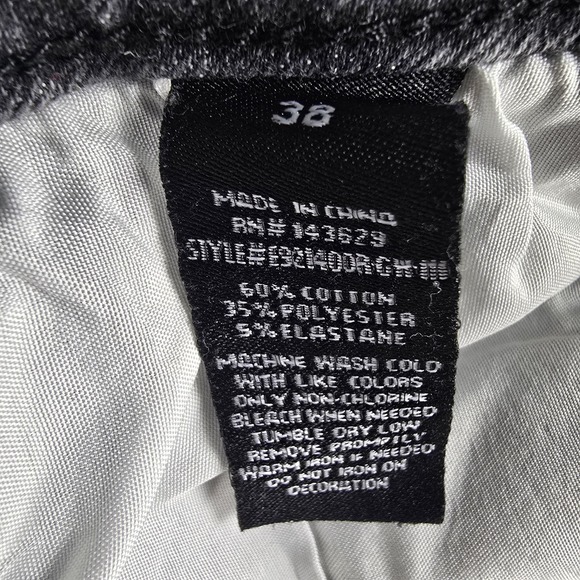 38
MADE IN CHINA
RN# 143629
60% COTTON
35% POLYESTER
5% ELASTANE
MACHINE WASH COLD
WITH LIKE COLORS
ONLY NON-CHLORINE
BLEACH WHEN NEEDED
TUMBLE DRY LOW
REMOVE PROMPTLY
WARM IRON IF NEEDED
DO NOT IRON ON
DECORATION